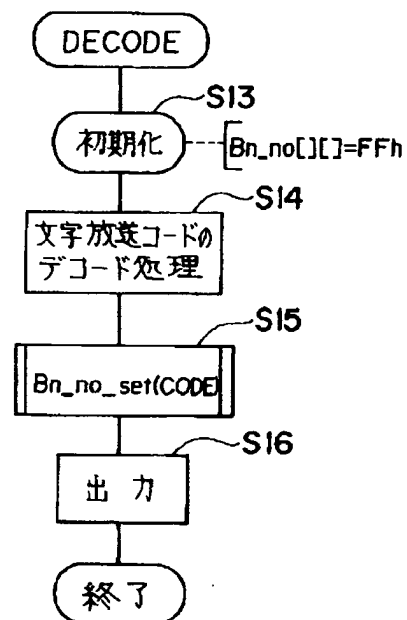 DECODE
S13
初期化
Bn_no[][]=FFh
S14
文字放送コードの
デコード処理
S15
Bn_no_set(CODE)
S16
出力
終了